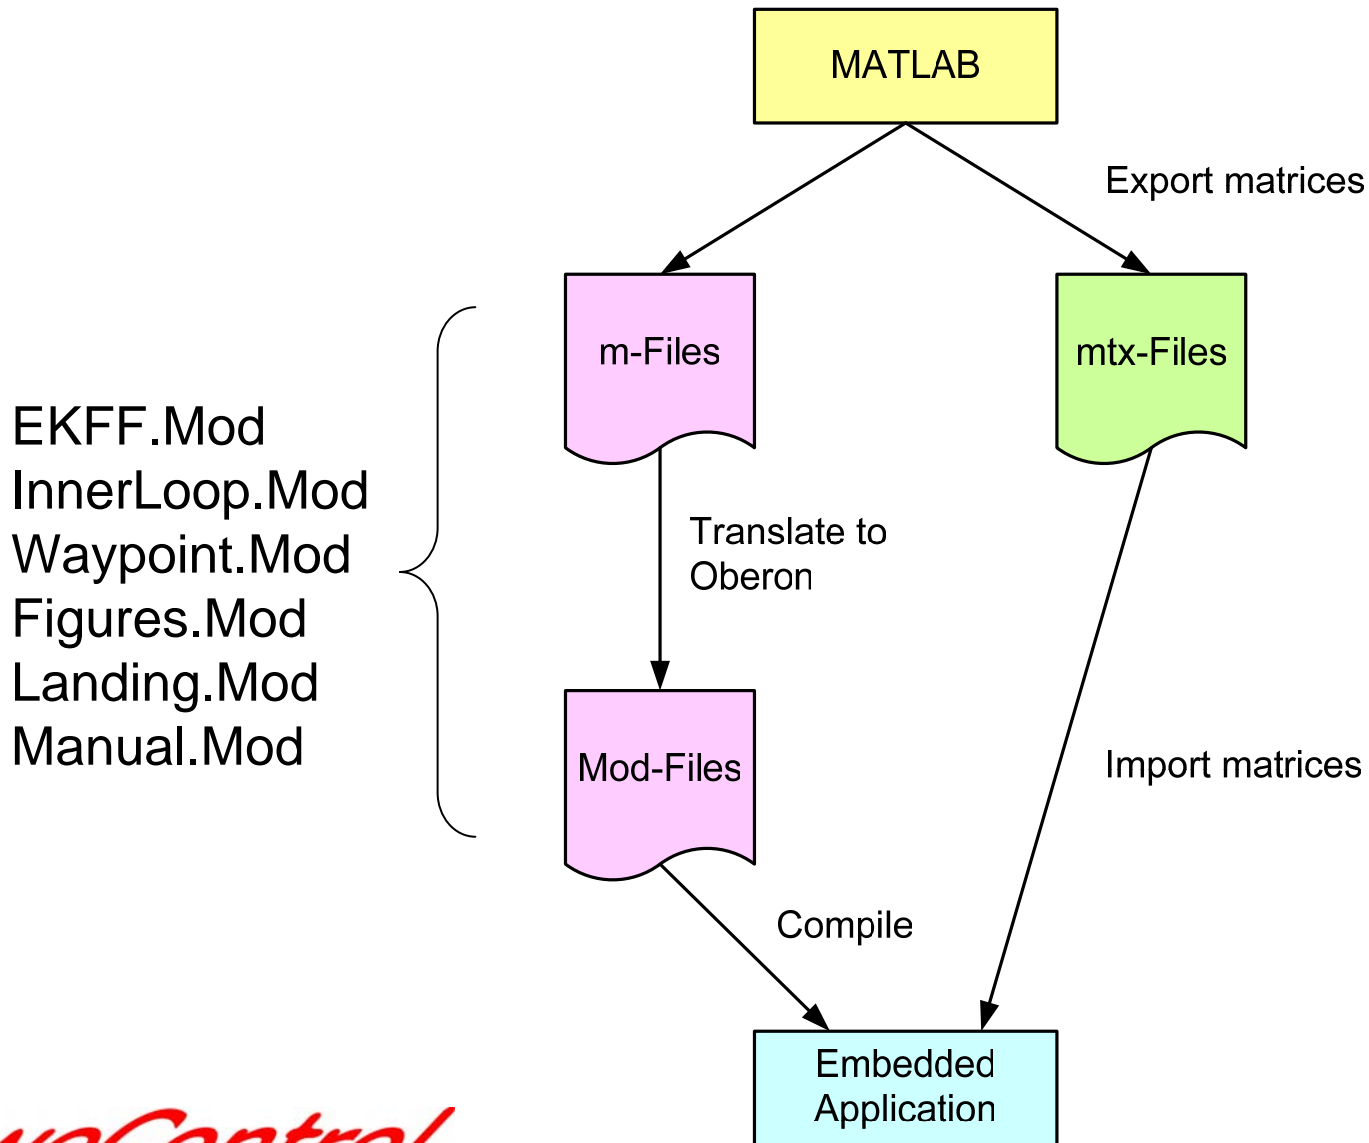 MATLAB
Export matrices
m-Files
mtx-Files
EKFF.Mod
InnerLoop.Mod
Waypoint.Mod
Figures.Mod
Landing.Mod
Manual.Mod
Translate to
Oberon
Mod-Files
Import matrices
Compile
Embedded
Application